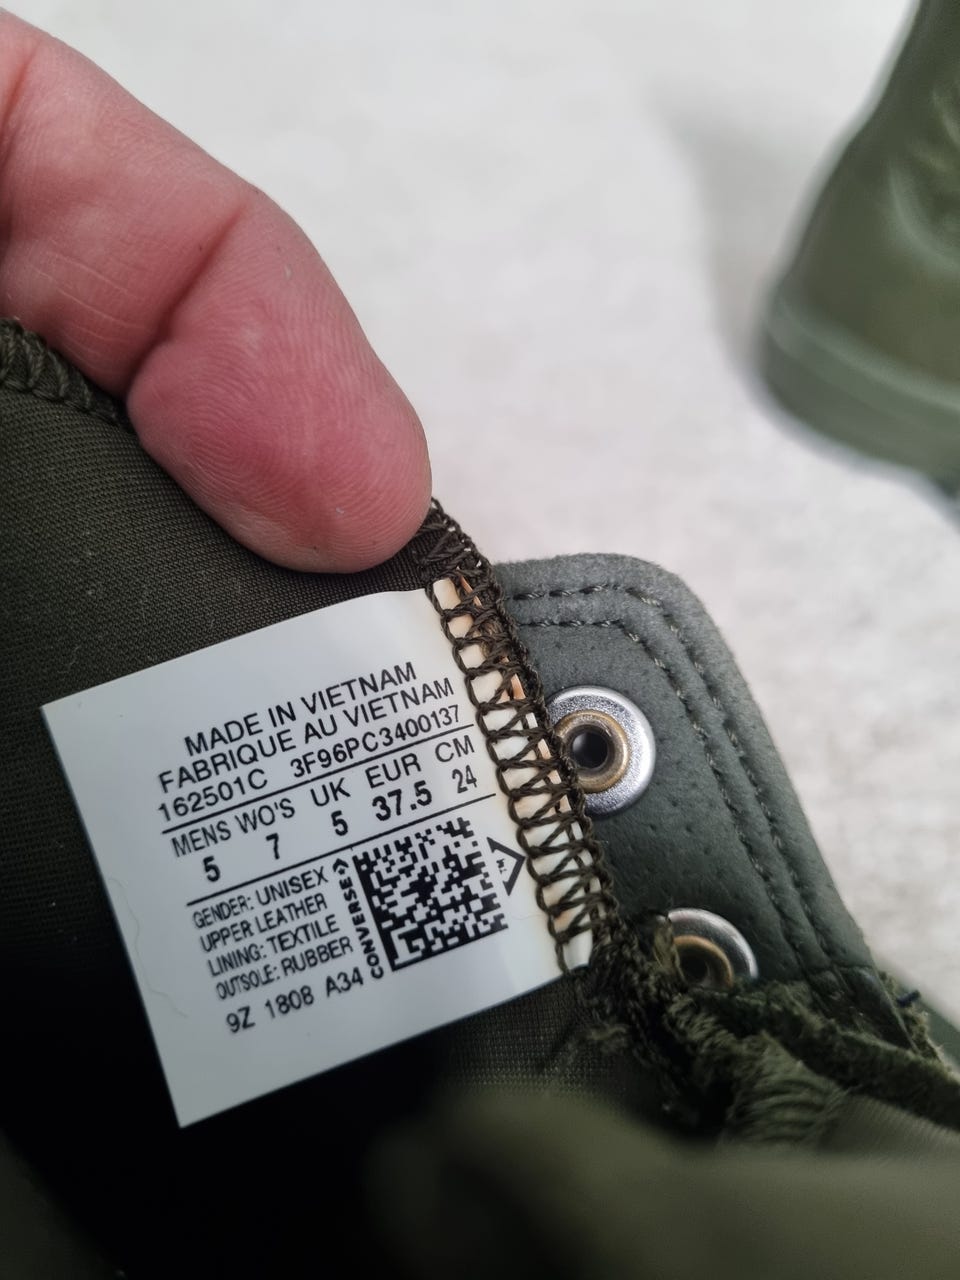 MADE IN VIETNAM
FABRIQUE AU VIETNAM
162501C 3F96PC3400137
MENS WO'S UK EUR CM
5 7 5 37.5 24
GENDER: UNISEX
UPPER LEATHER
LINING: TEXTILE
OUTSOLE: RUBBER
9Z 1808 A34
CONVERSE
TM